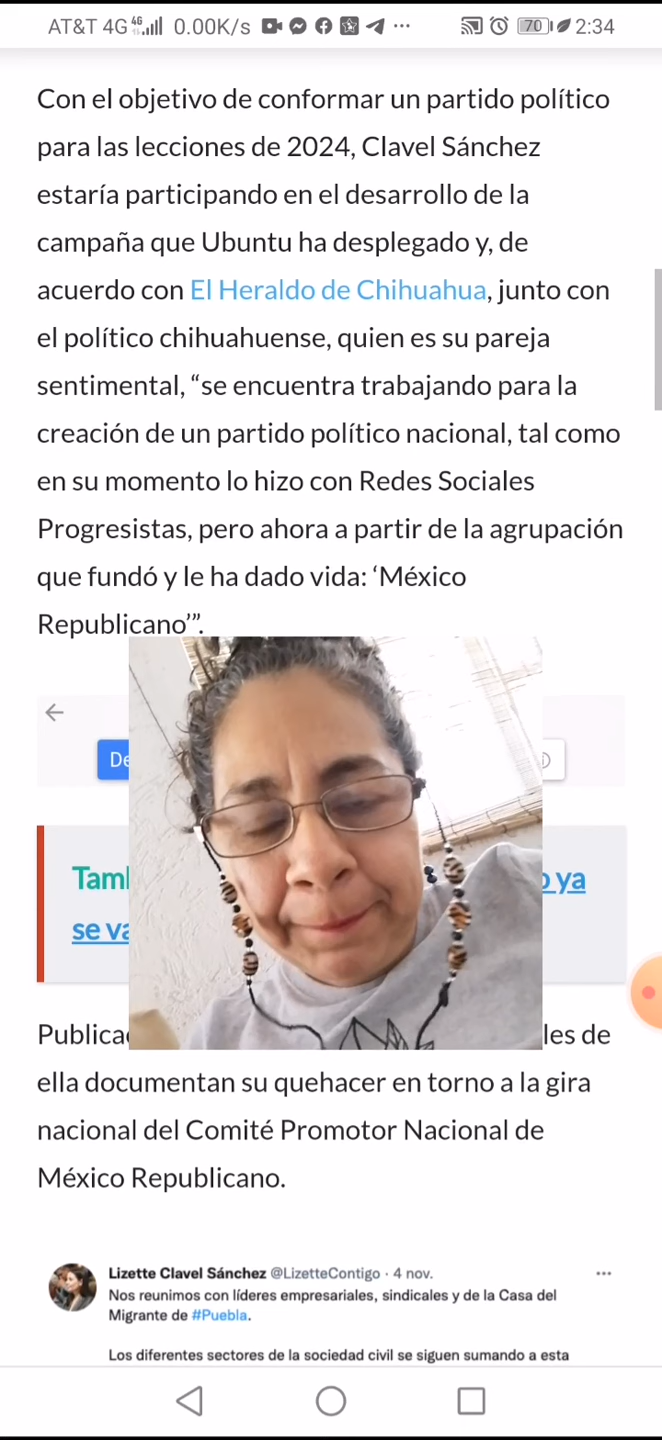 AT&T 4G 4G 0.00K/s 70 2:34
Con el objetivo de conformar un partido político
para las lecciones de 2024, Clavel Sánchez
estaría participando en el desarrollo de la
campaña que Ubuntu ha desplegado y, de
acuerdo con El Heraldo de Chihuahua, junto con
el político chihuahuense, quien es su pareja
sentimental, “se encuentra trabajando para la
creación de un partido político nacional, tal como
en su momento lo hizo con Redes Sociales
Progresistas, pero ahora a partir de la agrupación
que fundó y le ha dado vida: ‘México
Republicano’”.
ya
se
les de
ella documentan su quehacer en torno a la gira
nacional del Comité Promotor Nacional de
México Republicano.
Lizette Clavel Sánchez @LizetteContigo · 4 nov.
Nos reunimos con líderes empresariales, sindicales y de la Casa del
Migrante de #Puebla.
Los diferentes sectores de la sociedad civil se siguen sumando a esta